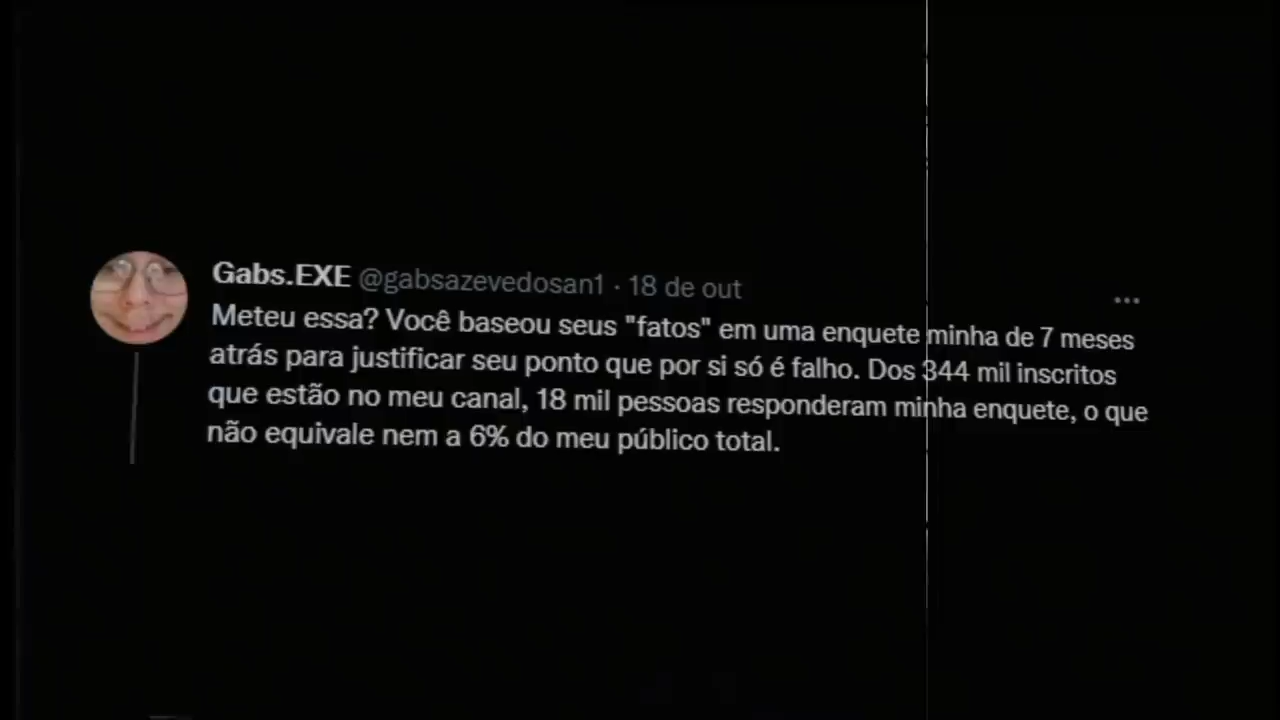 Gabs.EXE @gabsazevedosan1 · 18 de out
Meteu essa? Você baseou seus "fatos" em uma enquete minha de 7 meses
atrás para justificar seu ponto que por si só é falho. Dos 344 mil inscritos
que estão no meu canal, 18 mil pessoas responderam minha enquete, o que
não equivale nem a 6% do meu público total.